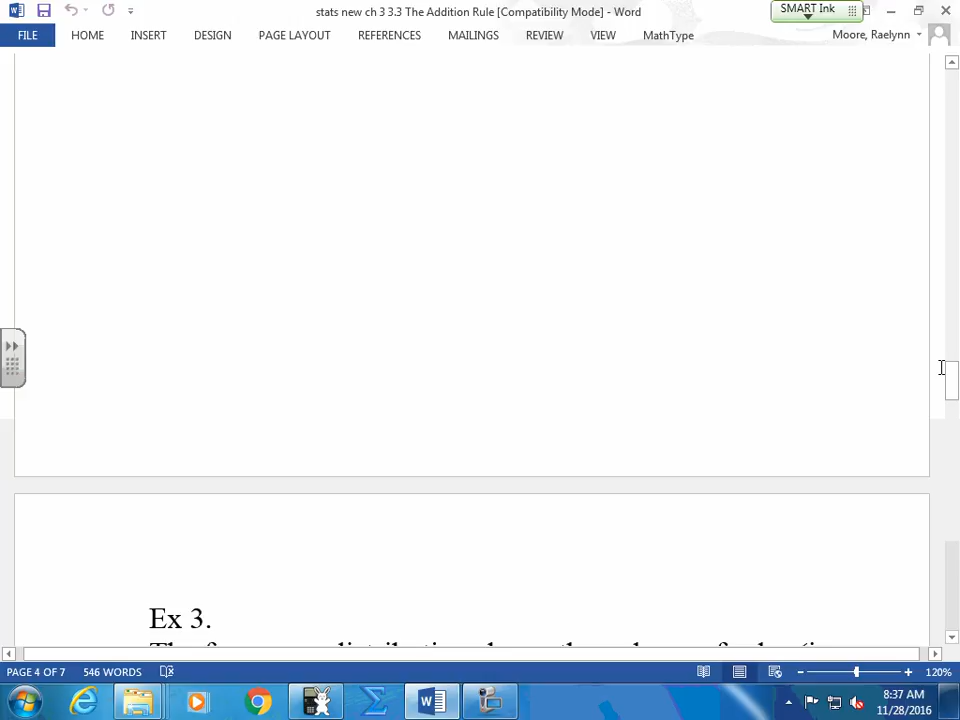 stats new ch 3 3.3 The Addition Rule [Compatibility Mode] - Word
SMART Ink
FILE HOME INSERT DESIGN PAGE LAYOUT REFERENCES MAILINGS REVIEW VIEW MathType
Moore, Raelynn
Ex 3.
PAGE 4 OF 7 546 WORDS
120%
8:37 AM
11/28/2016